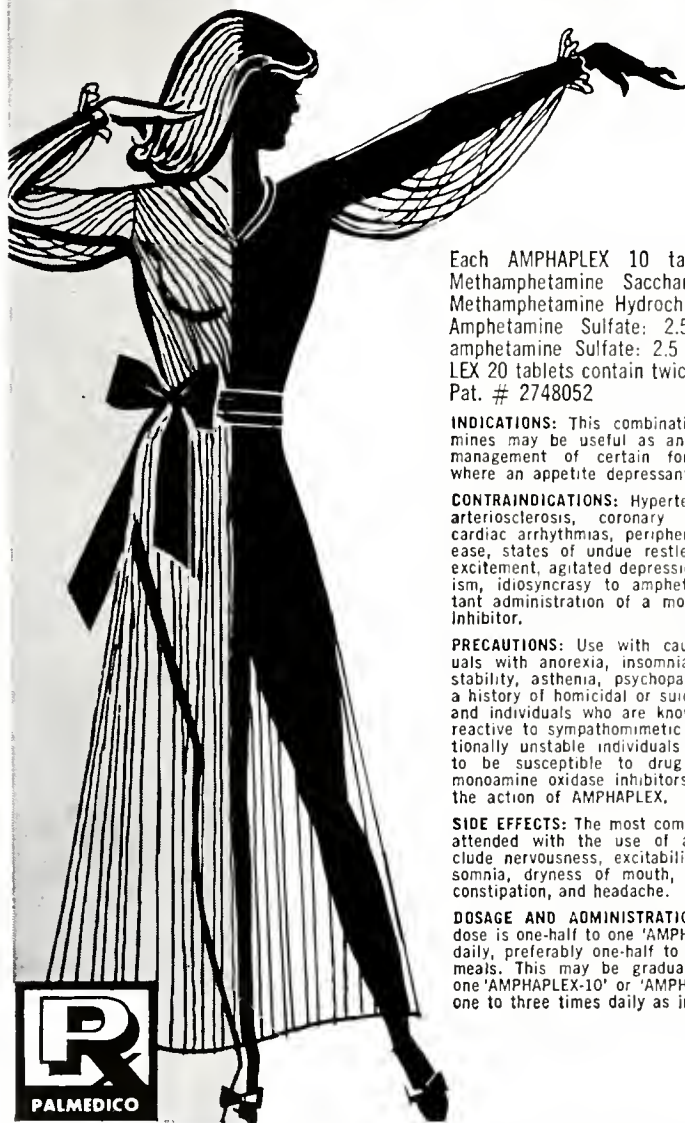 Each AMPHAPLEX 10 ta
Methamphetamine Sacchar
Methamphetamine Hydroch
Amphetamine Sulfate: 2.5
amphetamine Sulfate: 2.5
LEX 20 tablets contain twic
Pat. # 2748052
INDICATIONS: This combinati
mines may be useful as an
management of certain for
where an appetite depressan
CONTRAINDICATIONS: Hyperte
arteriosclerosis, coronary
cardiac arrhythmias, peripher
ease, states of undue restle
excitement, agitated depressi
ism, idiosyncrasy to amphet
tant administration of a mo
Inhibitor.
PRECAUTIONS: Use with cau
uals with anorexia, insomnia
stability, asthenia, psychopa
a history of homicidal or suic
and individuals who are know
reactive to sympathomimetic
tionally unstable individuals
to be susceptible to drug
monoamine oxidase inhibitors
the action of AMPHAPLEX.
SIDE EFFECTS: The most com
attended with the use of a
clude nervousness, excitabili
somnia, dryness of mouth,
constipation, and headache.
DOSAGE AND ADMINISTRATIO
dose is one-half to one 'AMPH
daily, preferably one-half to
meals. This may be gradua
one 'AMPHAPLEX-10' or 'AMPH
one to three times daily as i
Px
PALMEDICO